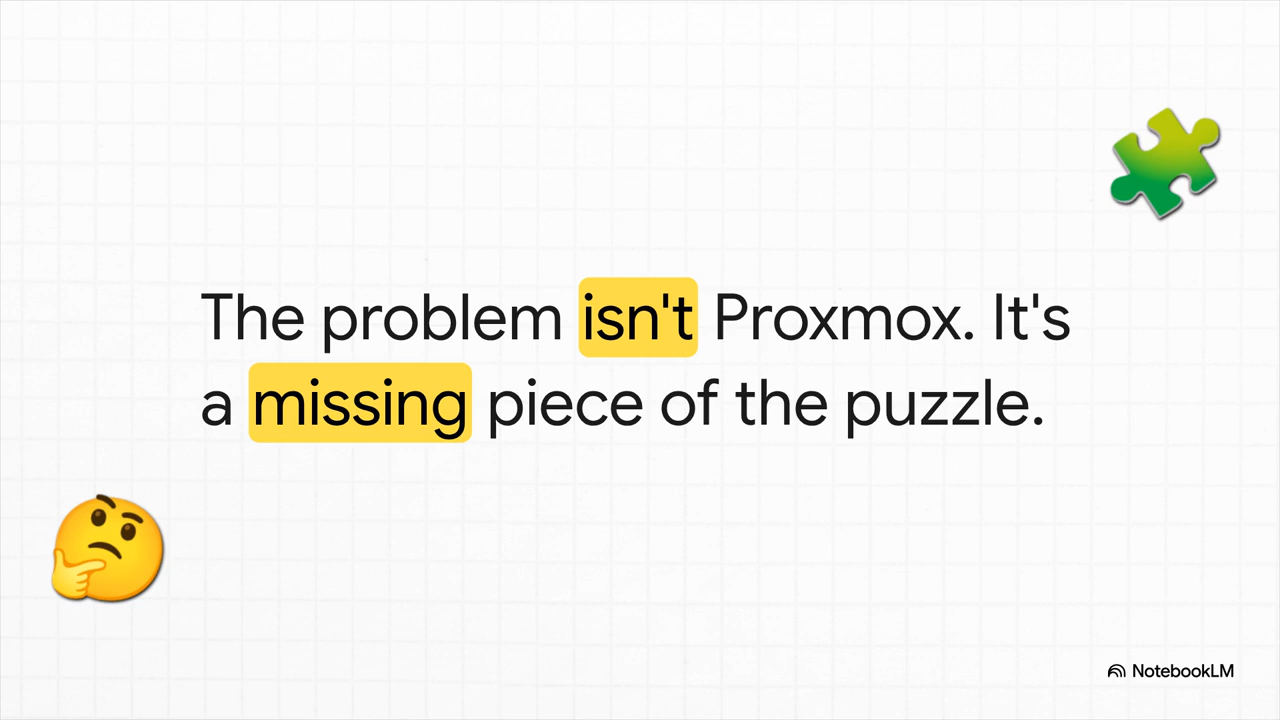 The problem isn't Proxmox. It's
a missing piece of the puzzle.
NotebookLM